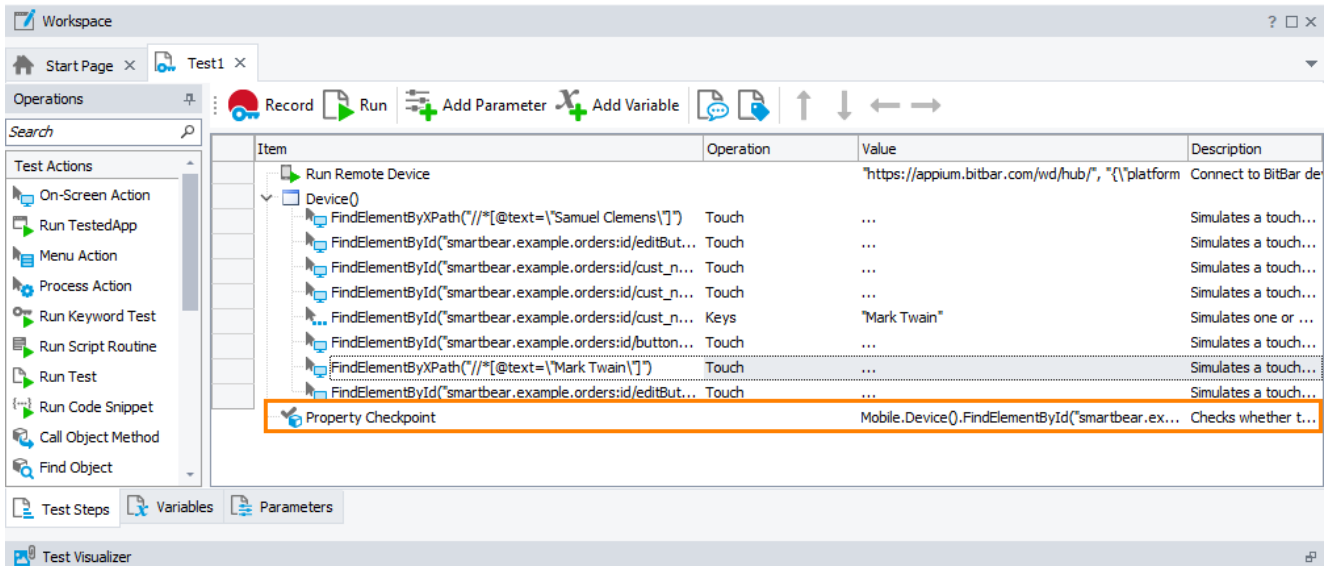 Workspace
Start Page
Test1
Operations
Record Run Add Parameter Add Variable
Search
Item Operation Value Description
Test Actions
On-Screen Action
Run TestedApp
Menu Action
Process Action
Run Keyword Test
Run Script Routine
Run Test
Run Code Snippet
Call Object Method
Find Object
Run Remote Device "https://appium.bitbar.com/wd/hub/", "{\"platform Connect to BitBar de
Device()
FindElementByXPath("//*[@text=\"Samuel Clemens\"]") Touch ... Simulates a touch...
FindElementById("smartbear.example.orders:id/editBut... Touch ... Simulates a touch...
FindElementById("smartbear.example.orders:id/cust_n... Touch ... Simulates a touch...
FindElementById("smartbear.example.orders:id/cust_n... Touch ... Simulates a touch...
FindElementById("smartbear.example.orders:id/cust_n... Keys "Mark Twain" Simulates one or ...
FindElementById("smartbear.example.orders:id/button... Touch ... Simulates a touch...
FindElementByXPath("//*[@text=\"Mark Twain\"]") Touch ... Simulates a touch...
FindElementById("smartbear.example.orders:id/editBut... Touch ... Simulates a touch...
Property Checkpoint Mobile.Device().FindElementById("smartbear.ex... Checks whether t...
Test Steps Variables Parameters
Test Visualizer